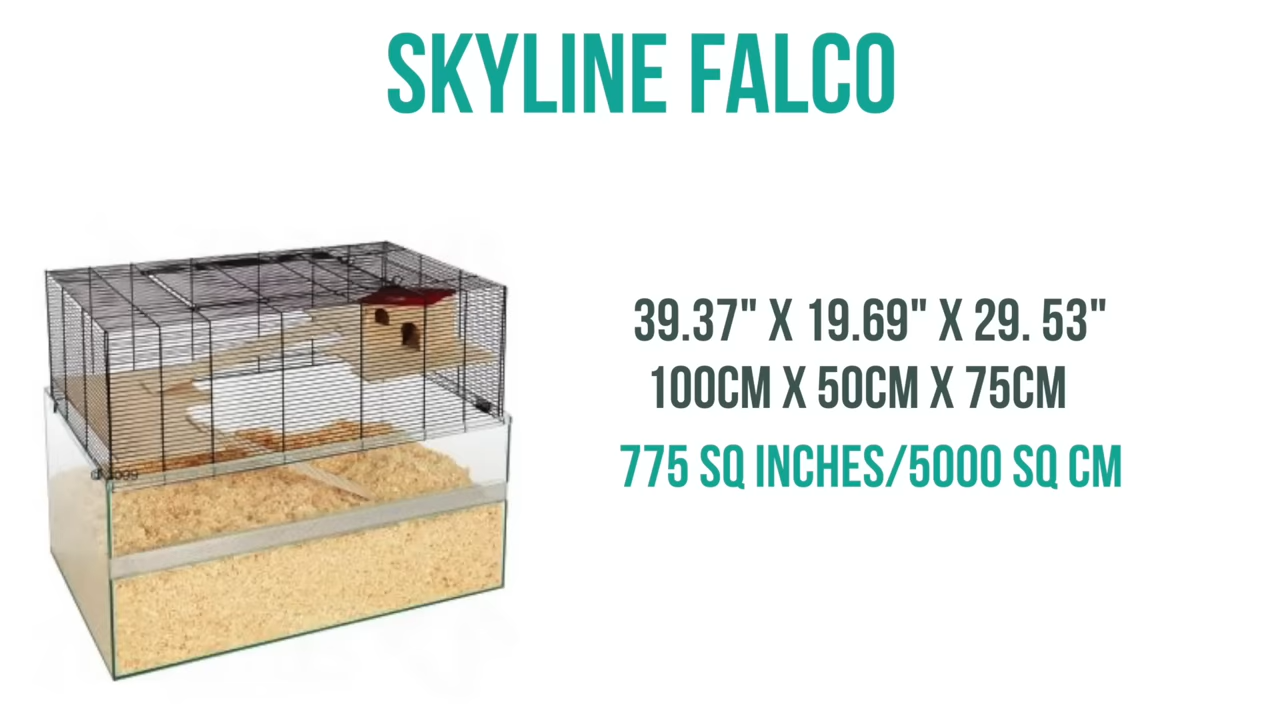 SKYLINE FALCO
39.37" X 19.69" X 29. 53"
100CM X 50CM X 75CM
775 SQ INCHES/5000 SQ CM